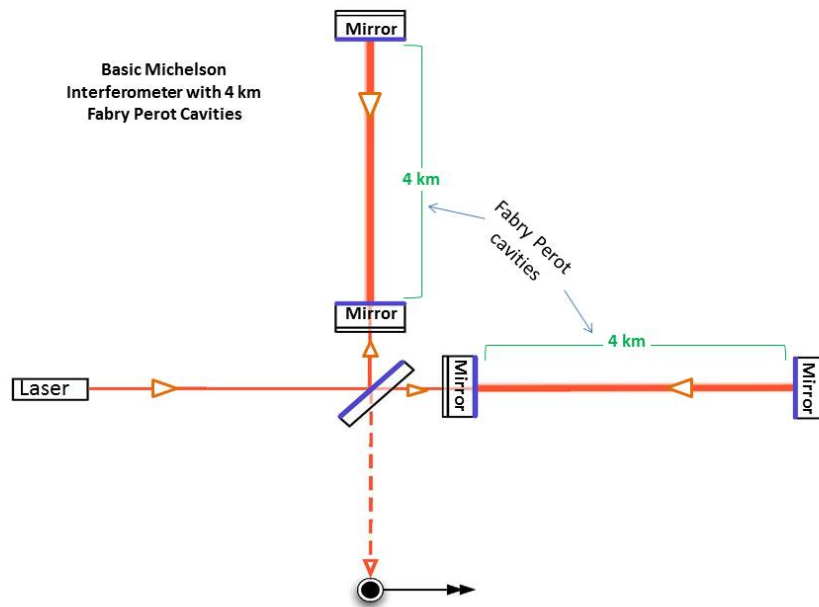 Mirror
Basic Michelson
Interferometer with 4 km
Fabry Perot Cavities
4 km
Fabry Perot
cavities
Mirror
4 km
Laser
Mirror
Mirror